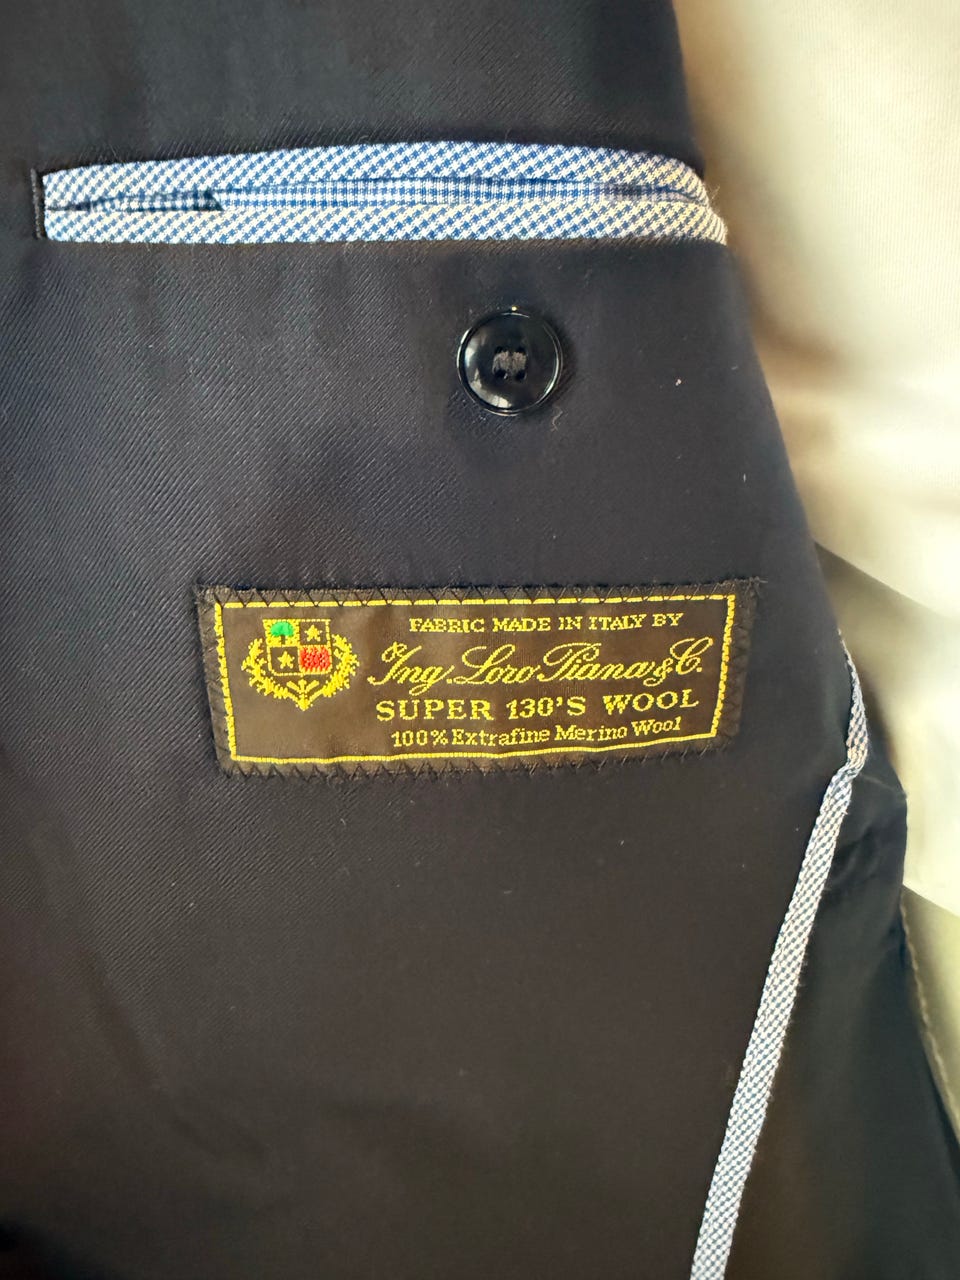 FABRIC MADE IN ITALY BY
Ing. Loro Piana & C.
SUPER 130'S WOOL
100% Extrafine Merino Wool